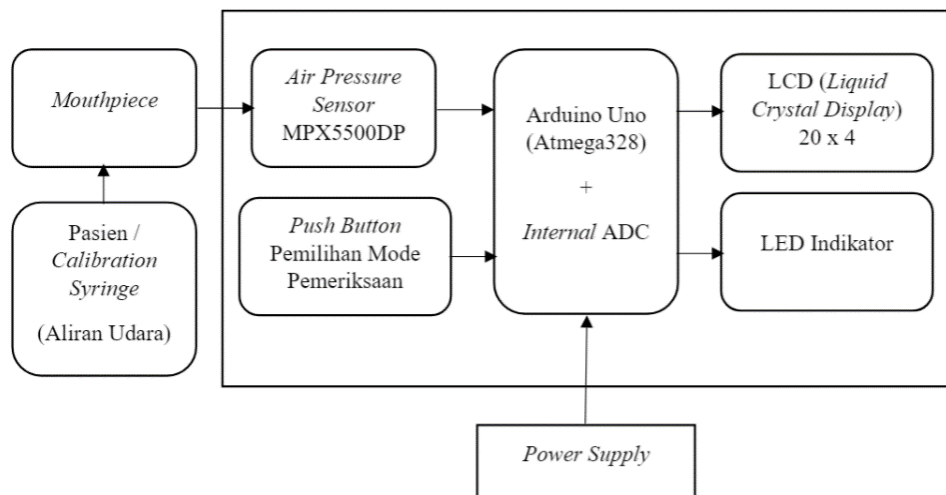 Mouthpiece
Air Pressure
Sensor
MPX5500DP
Arduino Uno
(Atmega328)
+
Internal ADC
LCD (Liquid
Crystal Display)
20 x 4
Pasien /
Calibration
Syringe
(Aliran Udara)
Push Button
Pemilihan Mode
Pemeriksaan
LED Indikator
Power Supply